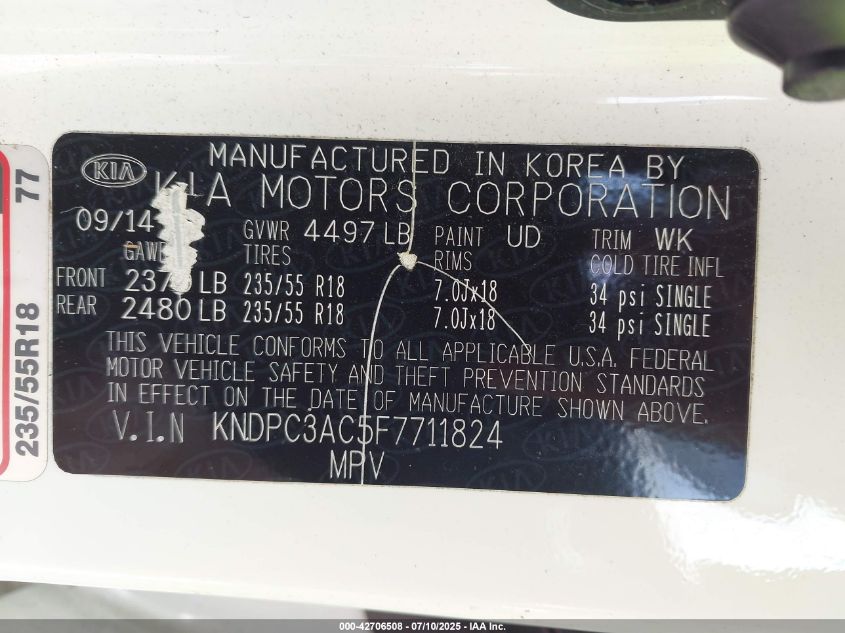 MANUFACTURED IN KOREA BY
KIA
KIA MOTORS CORPORATION
09/14 GVWR 4497 LB PAINT UD TRIM WK
TIRES RIMS COLD TIRE INFL
FRONT LB 235/55 R18 7.0Jx18 34 psi SINGLE
REAR 2480 LB 235/55 R18 7.0Jx18 34 psi SINGLE
THIS VEHICLE CONFORMS TO ALL APPLICABLE U.S.A. FEDERAL
MOTOR VEHICLE SAFETY AND THEFT PREVENTION STANDARDS
IN EFFECT ON THE DATE OF MANUFACTURE SHOWN ABOVE.
V.I.N KNDPC3AC5F7711824
MPV
77
235/55R18
000-42706508 - 07/10/2025 - IAA Inc.